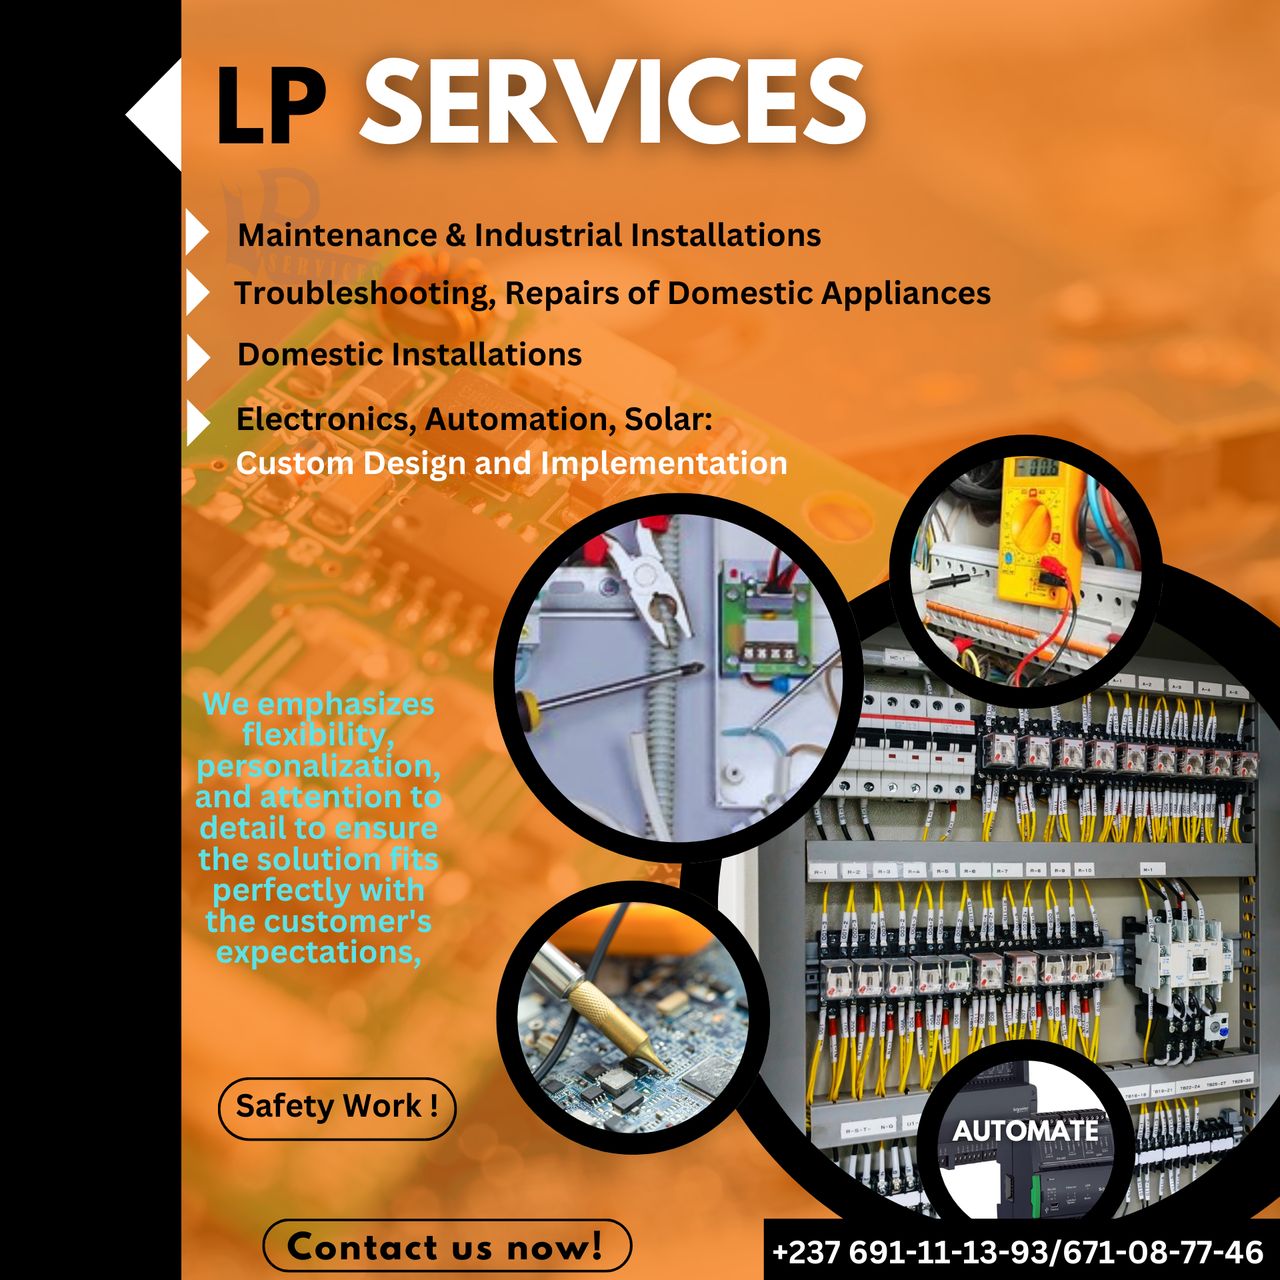 LP SERVICES
Maintenance & Industrial Installations
Troubleshooting, Repairs of Domestic Appliances
Domestic Installations
Electronics, Automation, Solar:
Custom Design and Implementation
We emphasizes
flexibility,
personalization,
and attention to
detail to ensure
the solution fits
perfectly with
the customer's
expectations,
Safety Work !
AUTOMATE
Contact us now!
+237 691-11-13-93/671-08-77-46